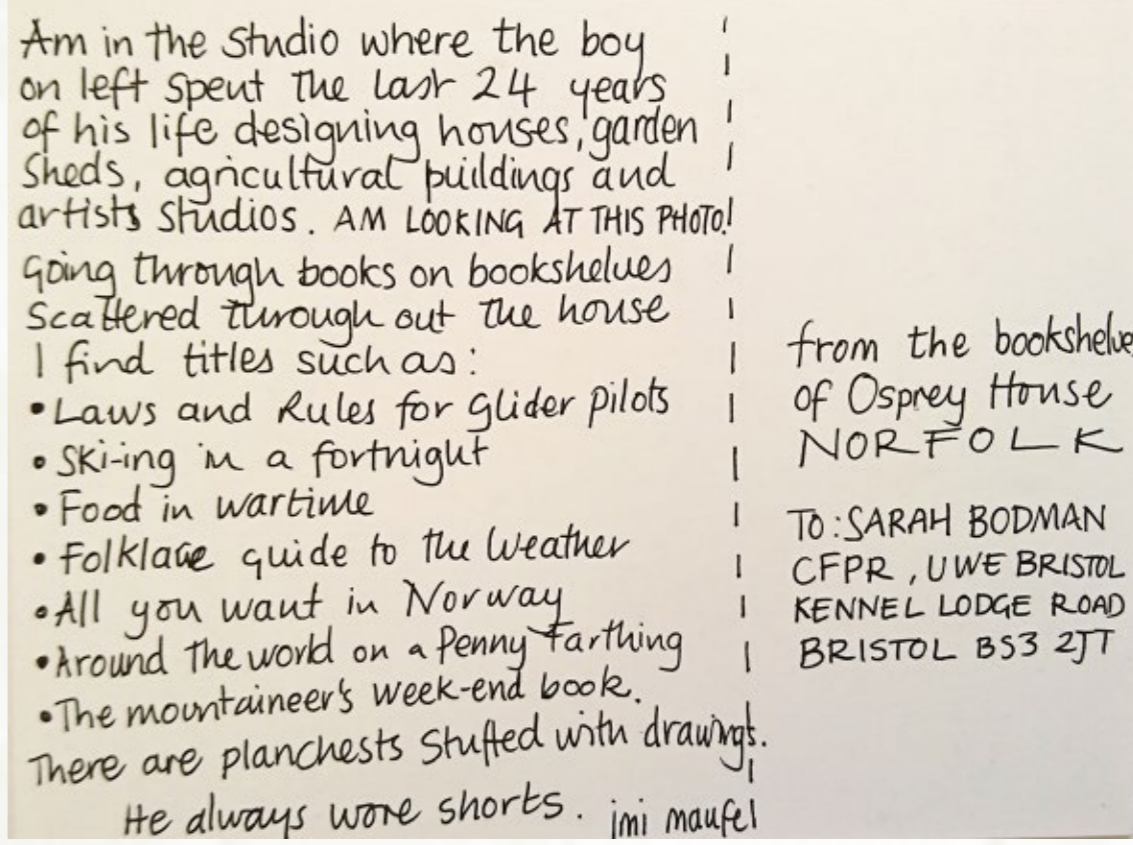 Am in the studio where the boy
on left spent the last 24 years
of his life designing houses, garden
sheds, agricultural buildings and
artists studios. AM LOOKING AT THIS PHOTO!
Going through books on bookshelves
scattered through out the house
I find titles such as:
• Laws and Rules for Glider Pilots
• Ski-ing in a fortnight
• Food in wartime
• Folklare guide to the Weather
• All you want in Norway
• Around the world on a Penny Farthing
• The mountaineer's week-end book.
There are planchests stuffed with drawings.
He always wore shorts. imi maufe
from the bookshelve
of Osprey House
NORFOLK
TO: SARAH BODMAN
CFPR, UWE BRISTOL
KENNEL LODGE ROAD
BRISTOL BS3 2JT